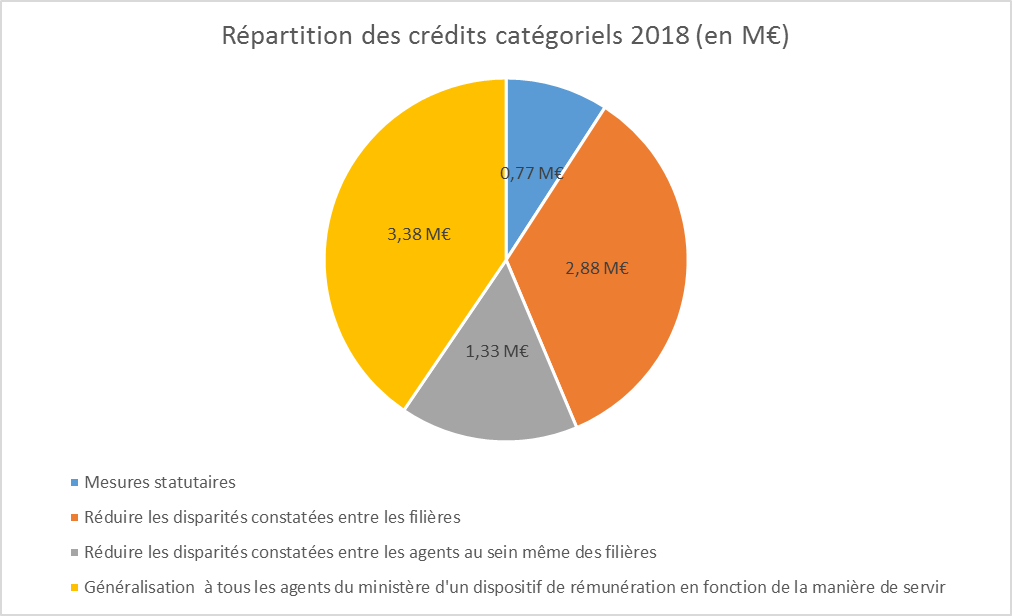 Répartition des crédits catégoriels 2018 (en M€)
0,77 M€
3,38 M€
2,88 M€
1,33 M€
Mesures statutaires
Réduire les disparités constatées entre les filières
Réduire les disparités constatées entre les agents au sein même des filières
Généralisation  à tous les agents du ministère d'un dispositif de rémunération en fonction de la manière de servir